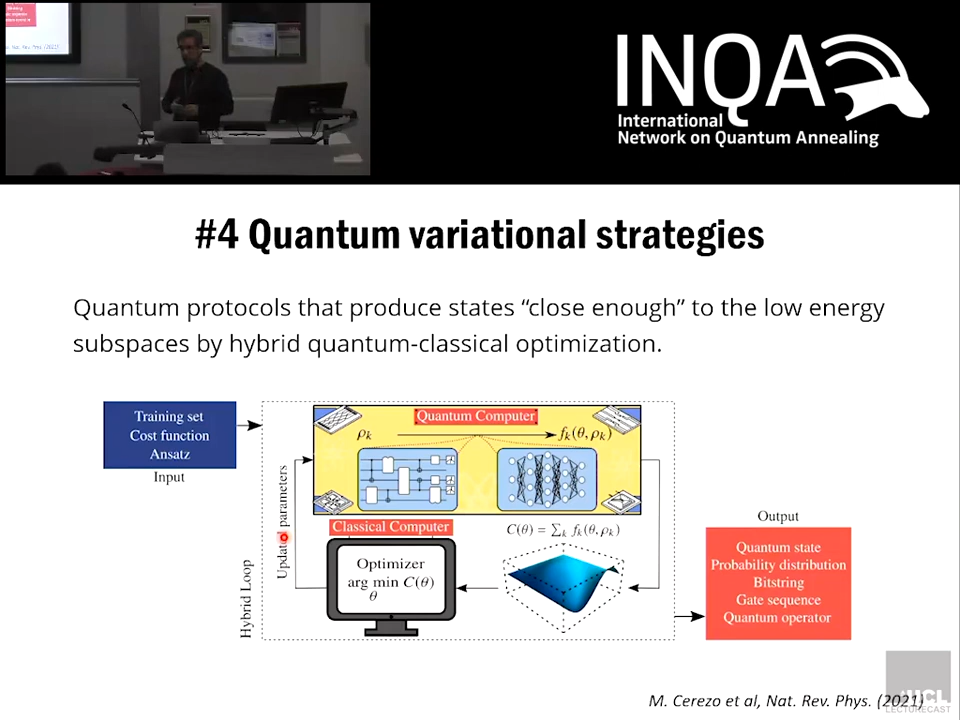 INQA
International
Network on Quantum Annealing
#4 Quantum variational strategies
Quantum protocols that produce states “close enough” to the low energy
subspaces by hybrid quantum-classical optimization.
Training set
Cost function
Ansatz
Input
Hybrid Loop
Updated parameters
Quantum Computer
ρk
fk(θ, ρk)
Classical Computer
C(θ) = ∑k fk(θ, ρk)
Optimizer
arg min C(θ)
θ
Output
Quantum state
Probability distribution
Bitstring
Gate sequence
Quantum operator
M. Cerezo et al, Nat. Rev. Phys. (2021)
UCL
LECTURECAST